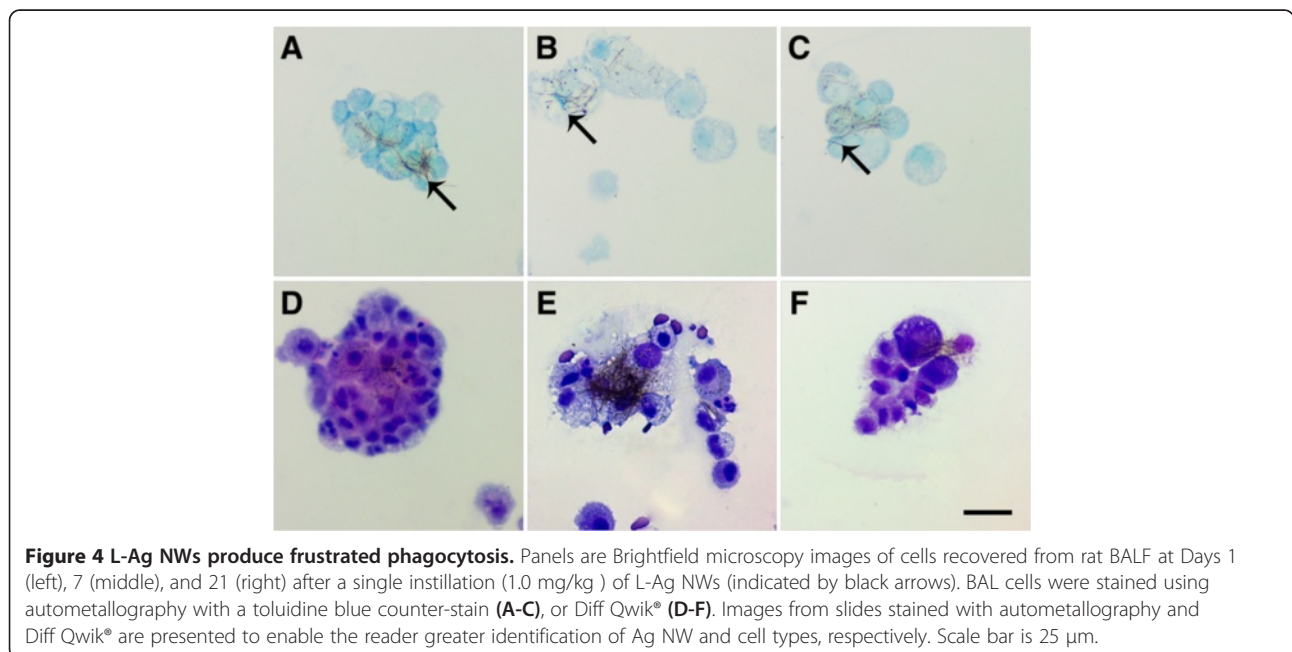 A
B
C
D
E
F
Figure 4 L-Ag NWs produce frustrated phagocytosis. Panels are Brightfield microscopy images of cells recovered from rat BALF at Days 1
(left), 7 (middle), and 21 (right) after a single instillation (1.0 mg/kg ) of L-Ag NWs (indicated by black arrows). BAL cells were stained using
autometallography with a toluidine blue counter-stain (A-C), or Diff Qwik® (D-F). Images from slides stained with autometallography and
Diff Qwik® are presented to enable the reader greater identification of Ag NW and cell types, respectively. Scale bar is 25 μm.